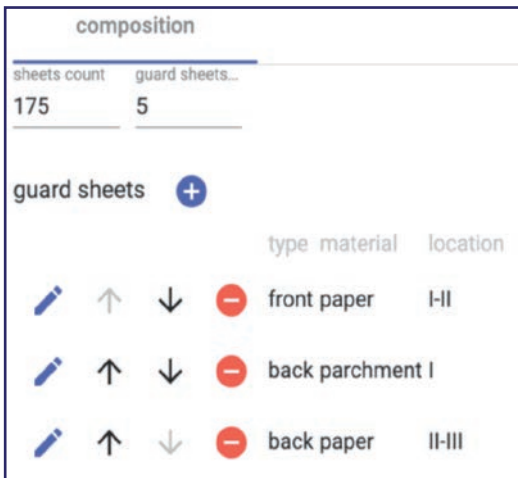 composition
sheets count guard sheets...
175 5
guard sheets
type material location
front paper I-II
back parchment I
back paper II-III